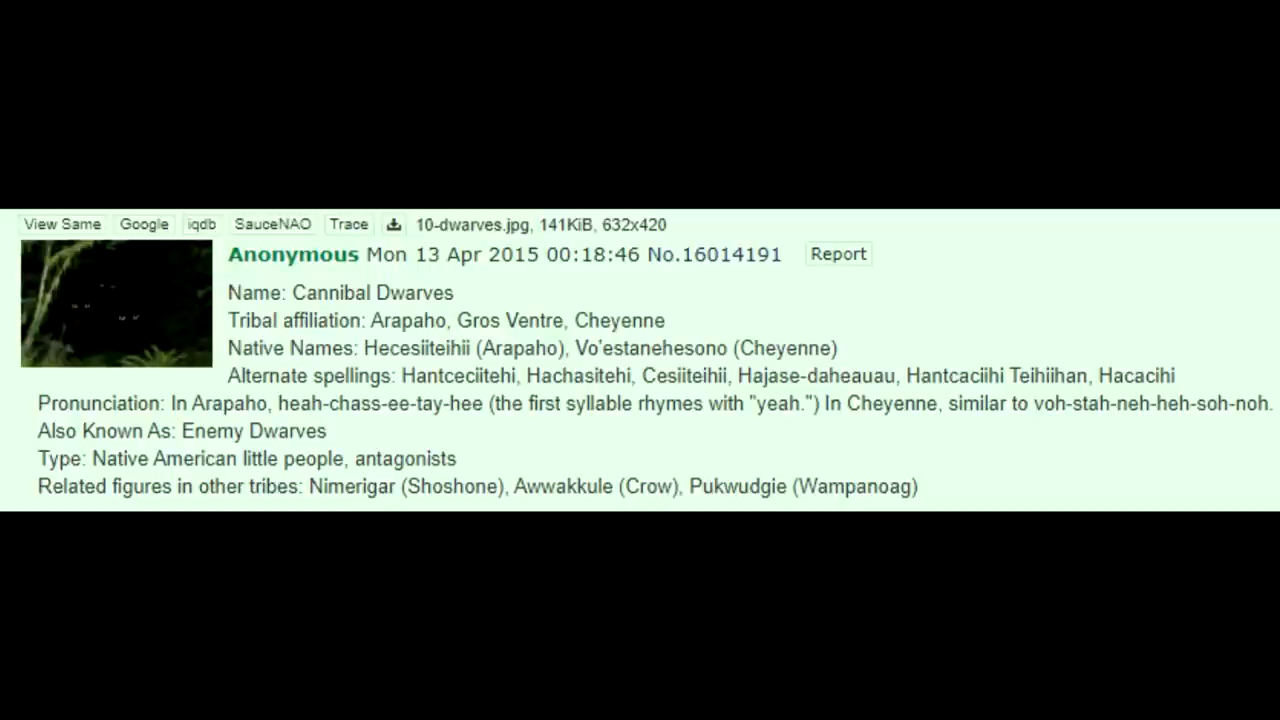 View Same Google iqdb SauceNAO Trace 10-dwarves.jpg, 141KiB, 632x420
Anonymous Mon 13 Apr 2015 00:18:46 No.16014191 Report
Name: Cannibal Dwarves
Tribal affiliation: Arapaho, Gros Ventre, Cheyenne
Native Names: Hecesiiteihii (Arapaho), Vo'estanehesono (Cheyenne)
Alternate spellings: Hantceciitehi, Hachasitehi, Cesiiteihii, Hajase-daheauau, Hantcaciihi Teihiihan, Hacacihi
Pronunciation: In Arapaho, heah-chass-ee-tay-hee (the first syllable rhymes with "yeah.") In Cheyenne, similar to voh-stah-neh-heh-soh-noh.
Also Known As: Enemy Dwarves
Type: Native American little people, antagonists
Related figures in other tribes: Nimerigar (Shoshone), Awwakkule (Crow), Pukwudgie (Wampanoag)